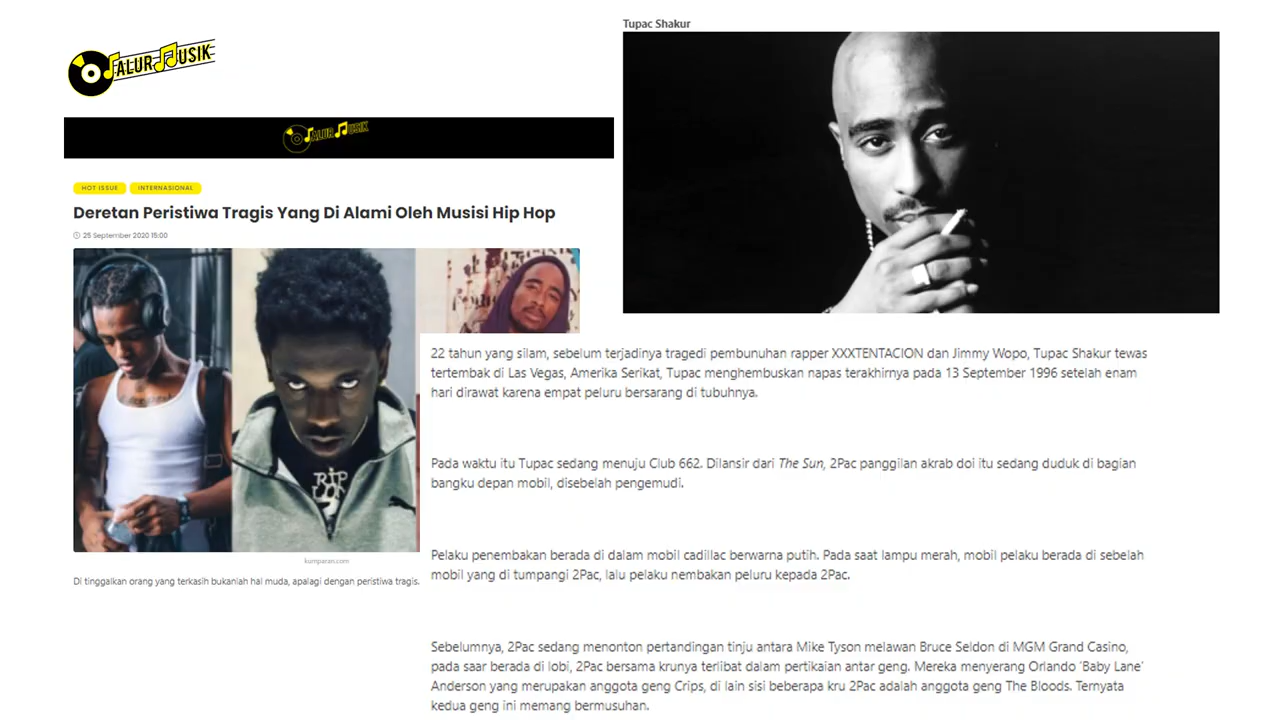 ALUR MUSIK
ALUR MUSIK
HOT ISSUE
INTERNASIONAL
Deretan Peristiwa Tragis Yang Di Alami Oleh Musisi Hip Hop
25 September 2020 15:00
RIP
kumparan.com
Di tinggalkan orang yang terkasih bukanlah hal muda, apalagi dengan peristiwa tragis.
Tupac Shakur
22 tahun yang silam, sebelum terjadinya tragedi pembunuhan rapper XXXTENTACION dan Jimmy Wopo, Tupac Shakur tewas
tertembak di Las Vegas, Amerika Serikat, Tupac menghembuskan napas terakhirnya pada 13 September 1996 setelah enam
hari dirawat karena empat peluru bersarang di tubuhnya.
Pada waktu itu Tupac sedang menuju Club 662. Dilansir dari The Sun, 2Pac panggilan akrab doi itu sedang duduk di bagian
bangku depan mobil, disebelah pengemudi.
Pelaku penembakan berada di dalam mobil cadillac berwarna putih. Pada saat lampu merah, mobil pelaku berada di sebelah
mobil yang di tumpangi 2Pac, lalu pelaku nembakan peluru kepada 2Pac.
Sebelumnya, 2Pac sedang menonton pertandingan tinju antara Mike Tyson melawan Bruce Seldon di MGM Grand Casino,
pada saar berada di lobi, 2Pac bersama krunya terlibat dalam pertikaian antar geng. Mereka menyerang Orlando 'Baby Lane'
Anderson yang merupakan anggota geng Crips, di lain sisi beberapa kru 2Pac adalah anggota geng The Bloods. Ternyata
kedua geng ini memang bermusuhan.